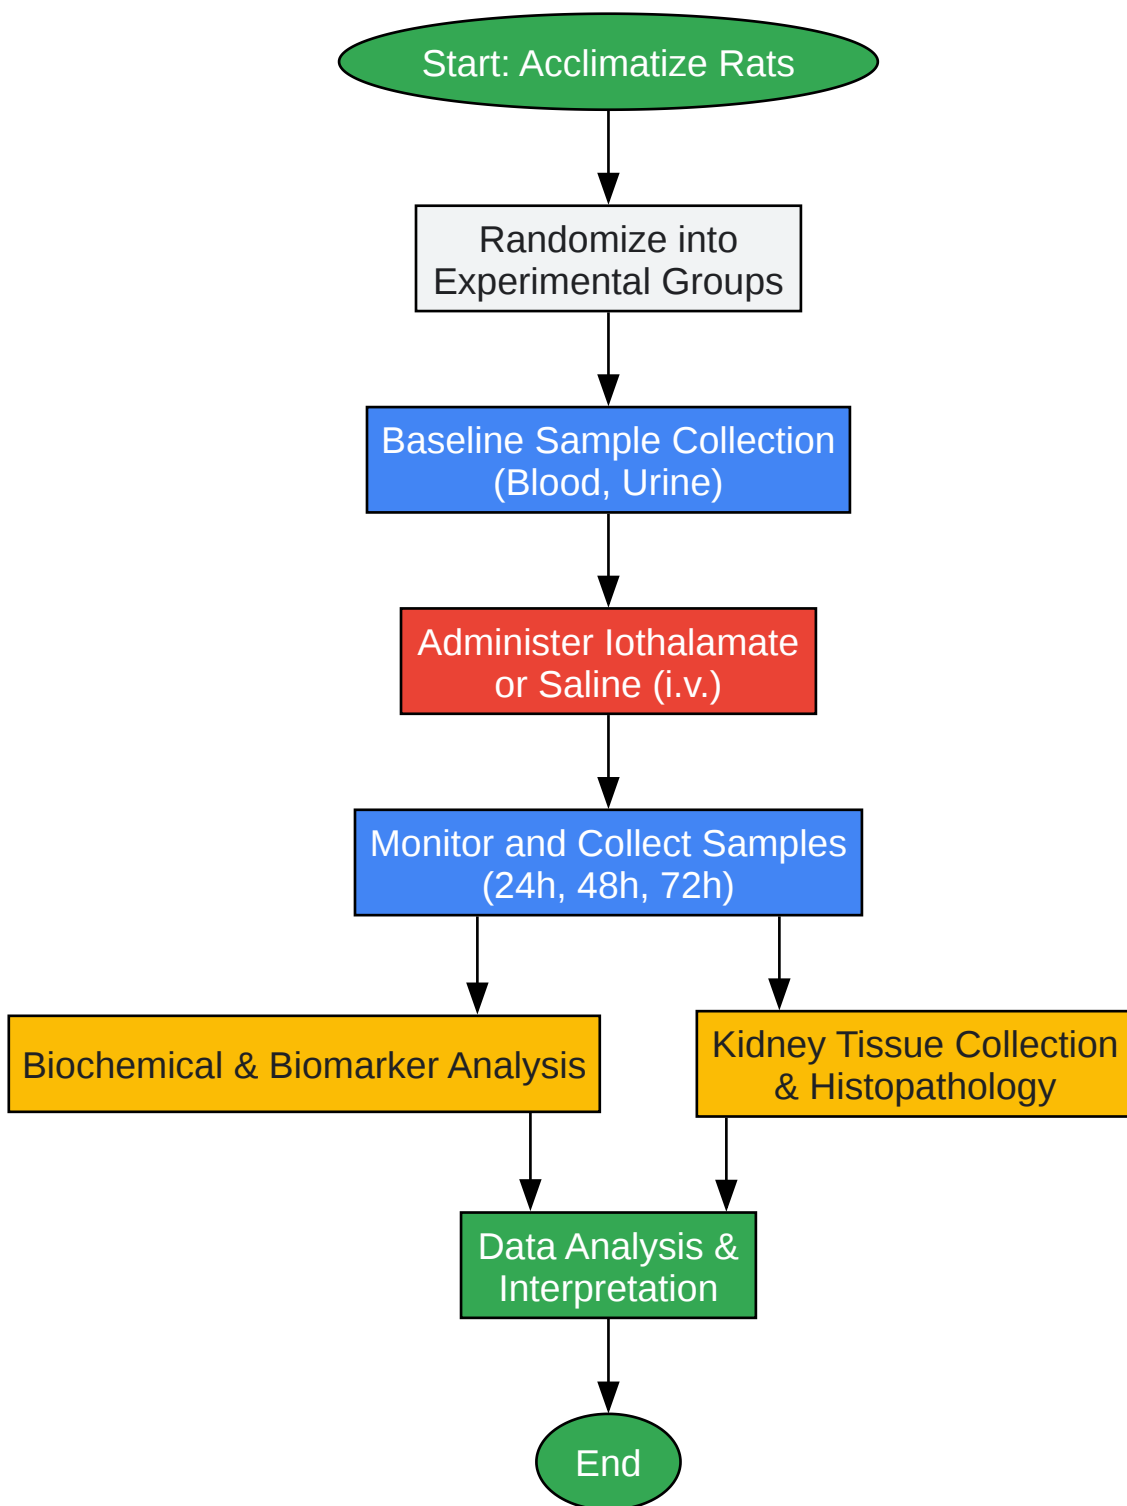 Start: Acclimatize Rats
Randomize into
Experimental Groups
Baseline Sample Collection
(Blood, Urine)
Administer Iothalamate
or Saline (i.v.)
Monitor and Collect Samples
(24h, 48h, 72h)
Biochemical & Biomarker Analysis
Kidney Tissue Collection
& Histopathology
Data Analysis &
Interpretation
End